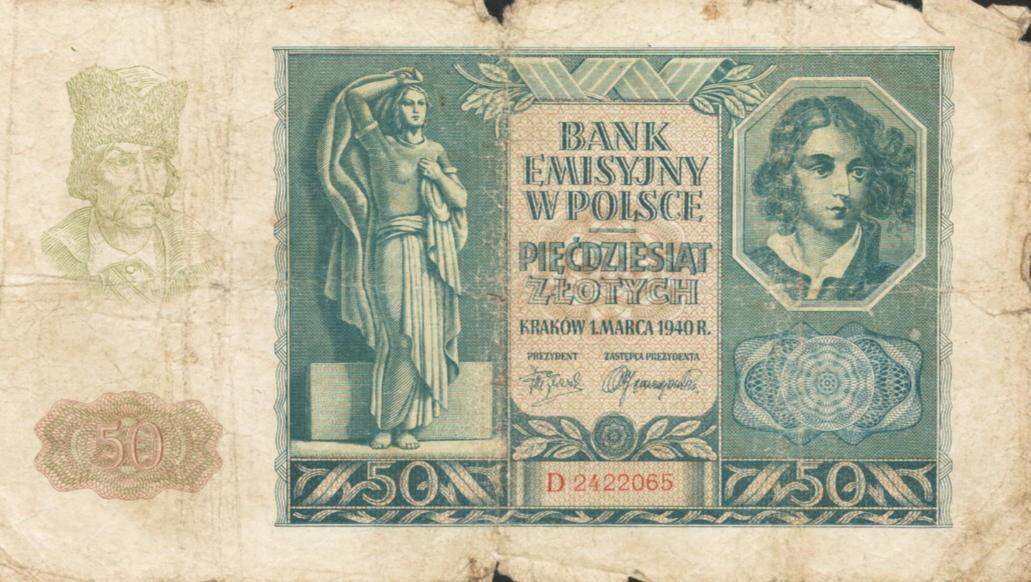 BANK
EMISYJNY
W POLSCE
PIĘĆDZIESIĄT
ZŁOTYCH
KRAKÓW 1. MARCA 1940 R.
PREZYDENT ZASTĘPCA PREZYDENTA
50
50 D 2422065 50